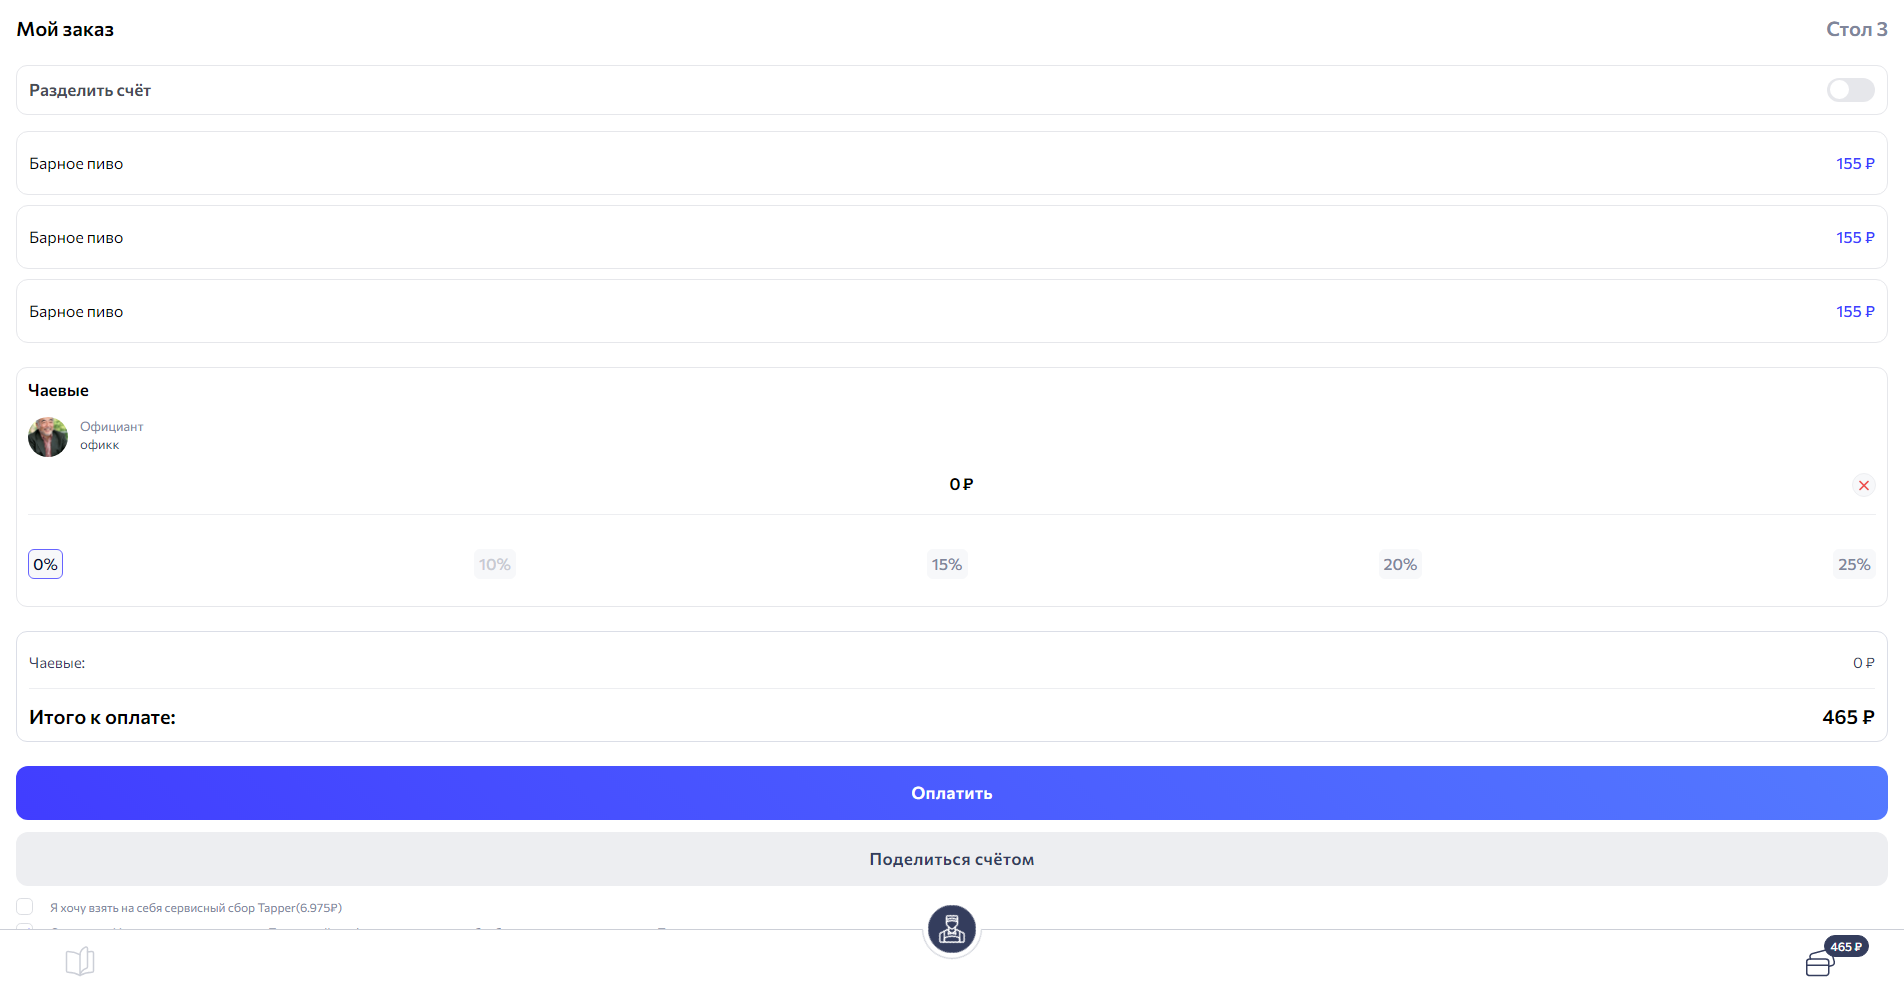 Мой заказ
Стол 3
Разделить счёт
Барное пиво
155 ₽
Барное пиво
155 ₽
Барное пиво
155 ₽
Чаевые
Официант
офикк
0 ₽
0%
10%
15%
20%
25%
Чаевые:
0 ₽
Итого к оплате:
465 ₽
Оплатить
Поделиться счётом
Я хочу взять на себя сервисный сбор Tapper(6.975₽)
465 ₽